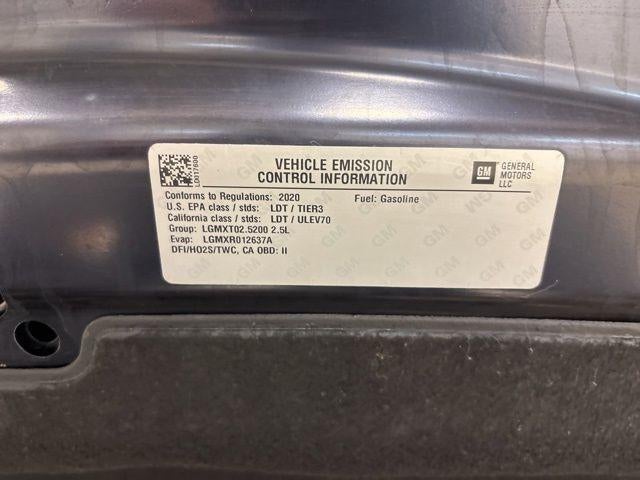 LD017600
VEHICLE EMISSION
CONTROL INFORMATION
GM
GENERAL
MOTORS
LLC
Conforms to Regulations: 2020 Fuel: Gasoline
U.S. EPA class / stds: LDT / TIER3
California class / stds: LDT / ULEV70
Group: LGMXT02.5200 2.5L
Evap: LGMXR012637A
DFI/HO2S/TWC, CA OBD: II